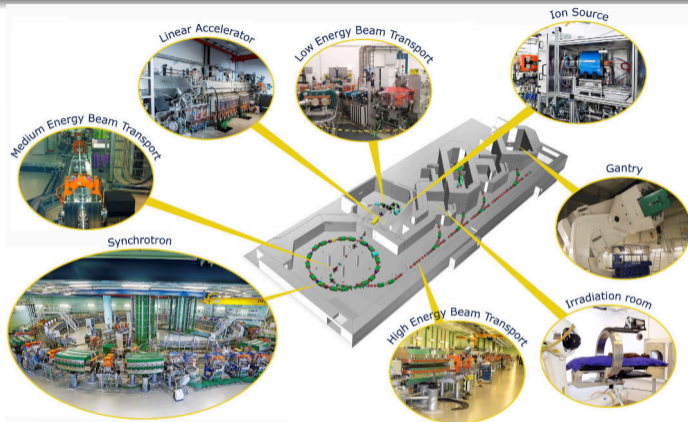 Linear Accelerator
Low Energy Beam Transport
Ion Source
Medium Energy Beam Transport
Gantry
Synchrotron
Irradiation room
High Energy Beam Transport